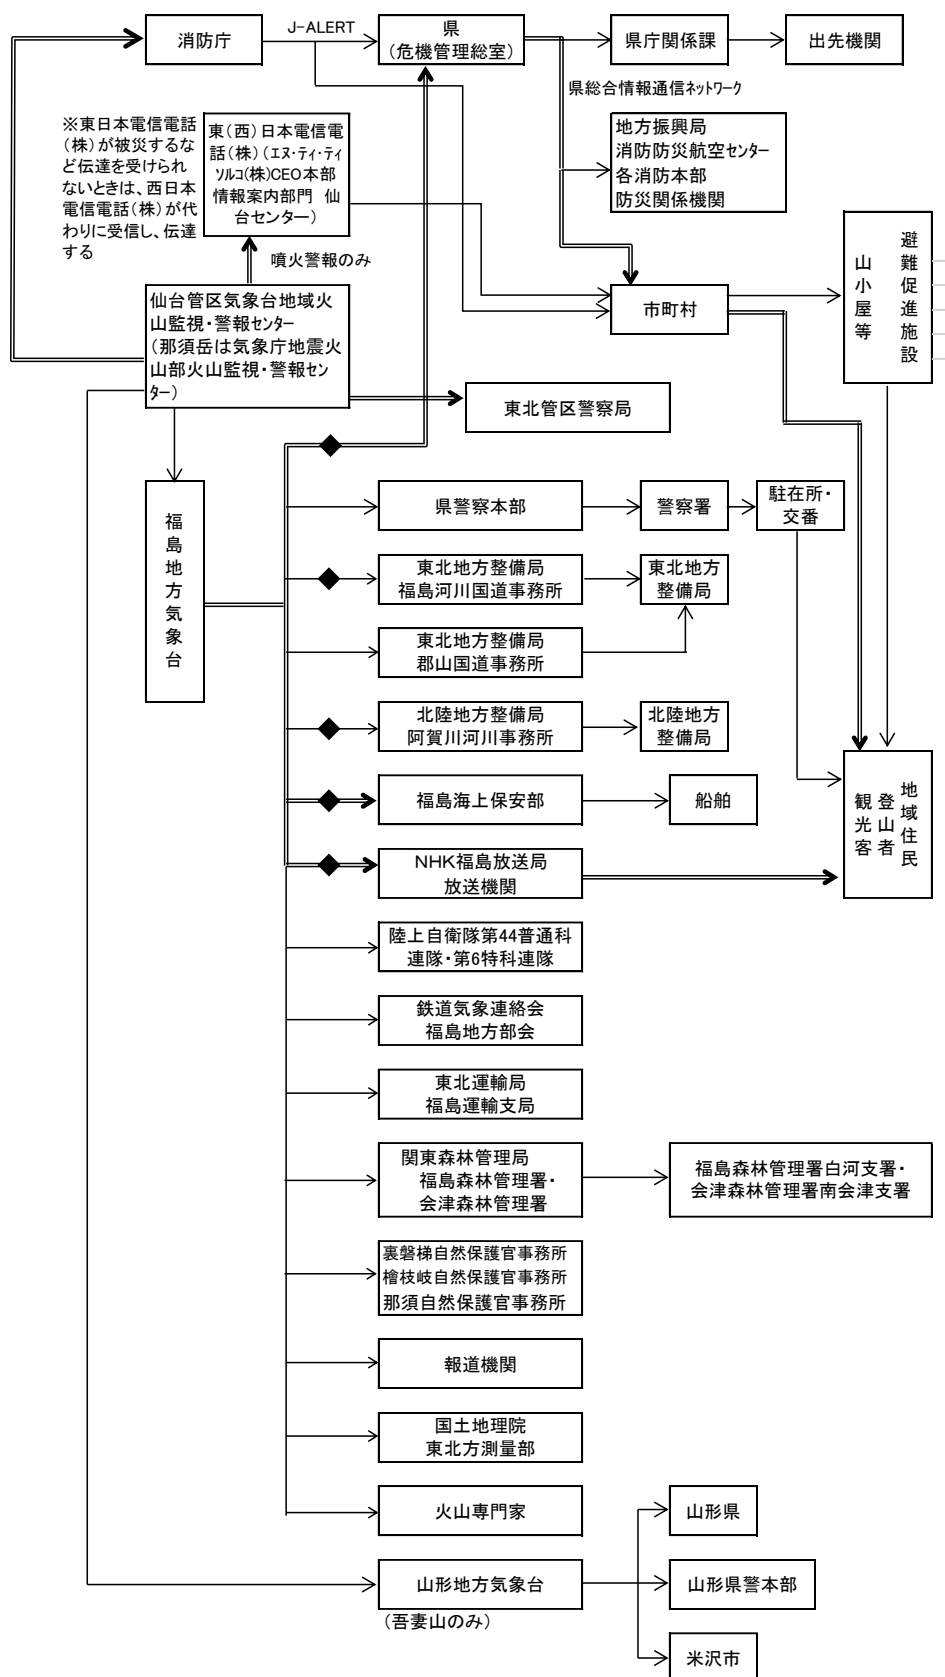 消防庁
J-ALERT
県
(危機管理総室)
県庁関係課
出先機関
県総合情報通信ネットワーク
※東日本電信電話
(株)が被災するな
ど伝達を受けられ
ないときは、西日本
電信電話(株)が代
わりに受信し、伝達
する
東(西)日本電信電
話(株)(エヌ・ティ・ティ
ソルコ(株)CEO本部
情報案内部門 仙
台センター)
地方振興局
消防防災航空センター
各消防本部
防災関係機関
噴火警報のみ
仙台管区気象台地域火
山監視・警報センター
(那須岳は気象庁地震火
山部火山監視・警報セン
ター)
市町村
避難促進施設
山小屋等
東北管区警察局
福島地方気象台
県警察本部
警察署
駐在所・
交番
東北地方整備局
福島河川国道事務所
東北地方
整備局
東北地方整備局
郡山国道事務所
北陸地方整備局
阿賀川河川事務所
北陸地方
整備局
福島海上保安部
船舶
地域住民
登山者
観光客
NHK福島放送局
放送機関
陸上自衛隊第44普通科
連隊・第6特科連隊
鉄道気象連絡会
福島地方部会
東北運輸局
福島運輸支局
関東森林管理局
福島森林管理署・
会津森林管理署
福島森林管理署白河支署・
会津森林管理署南会津支署
裏磐梯自然保護官事務所
檜枝岐自然保護官事務所
那須自然保護官事務所
報道機関
国土地理院
東北方測量部
火山専門家
山形地方気象台
(吾妻山のみ)
山形県
山形県警本部
米沢市